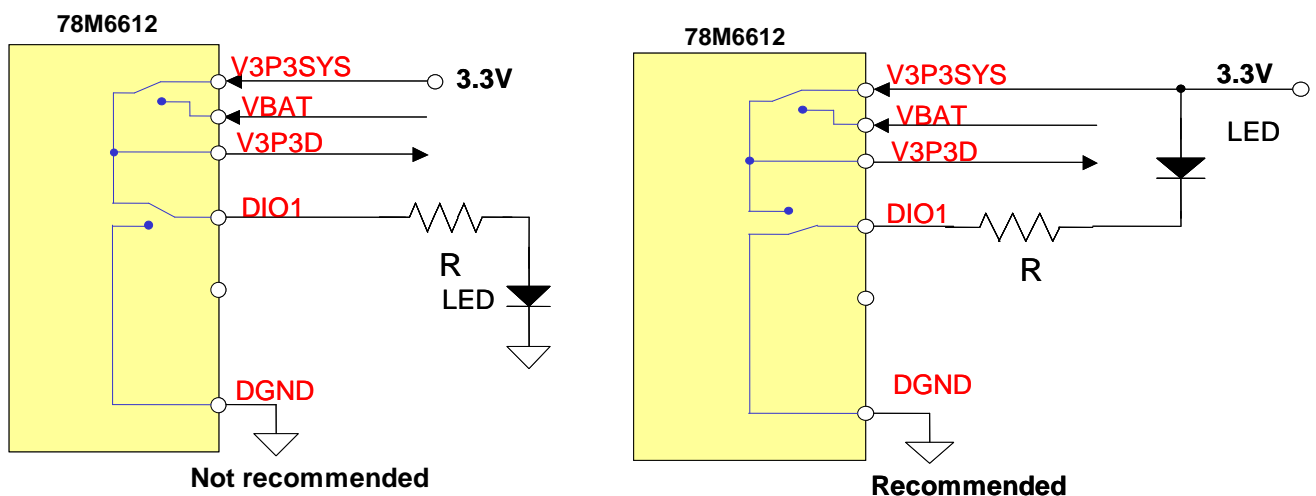 78M6612
V3P3SYS
3.3V
VBAT
V3P3D
DIO1
R
LED
DGND
Not recommended
78M6612
V3P3SYS
3.3V
LED
VBAT
V3P3D
DIO1
R
DGND
Recommended